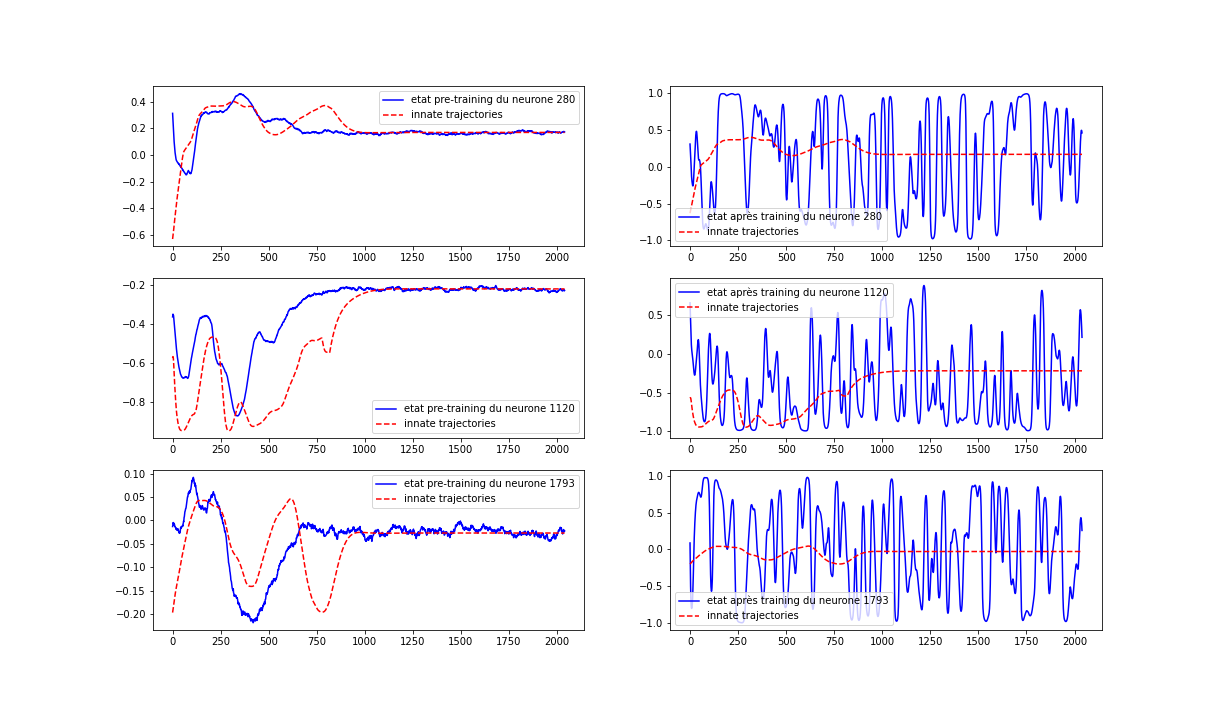 0.4
0.2
0.0
−0.2
−0.4
−0.6
etat pre-training du neurone 280
innate trajectories
0 250 500 750 1000 1250 1500 1750 2000
1.0
0.5
0.0
−0.5
−1.0
etat après training du neurone 280
innate trajectories
0 250 500 750 1000 1250 1500 1750 2000
−0.2
−0.4
−0.6
−0.8
etat pre-training du neurone 1120
innate trajectories
0 250 500 750 1000 1250 1500 1750 2000
0.5
0.0
−0.5
−1.0
etat après training du neurone 1120
innate trajectories
0 250 500 750 1000 1250 1500 1750 2000
0.10
0.05
0.00
−0.05
−0.10
−0.15
−0.20
etat pre-training du neurone 1793
innate trajectories
0 250 500 750 1000 1250 1500 1750 2000
1.0
0.5
0.0
−0.5
−1.0
etat après training du neurone 1793
innate trajectories
0 250 500 750 1000 1250 1500 1750 2000